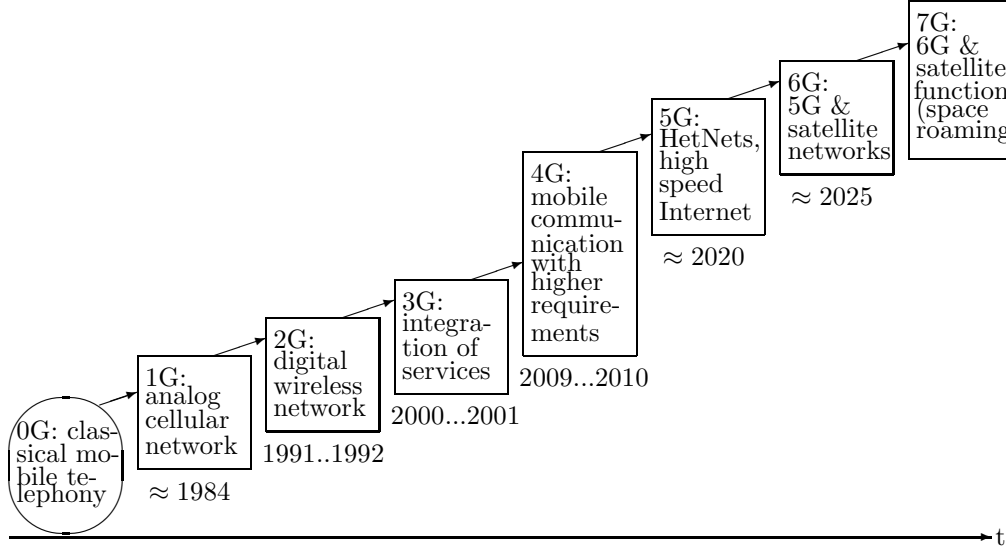 0G: clas-
sical mo-
bile te-
lephony
1G:
analog
cellular
network
≈ 1984
2G:
digital
wireless
network
1991..1992
3G:
integra-
tion of
services
2000...2001
4G:
mobile
commu-
nication
with
higher
require-
ments
2009...2010
5G:
HetNets,
high
speed
Internet
≈ 2020
6G:
5G &
satellite
networks
≈ 2025
7G:
6G &
satellite
function
(space
roaming
t